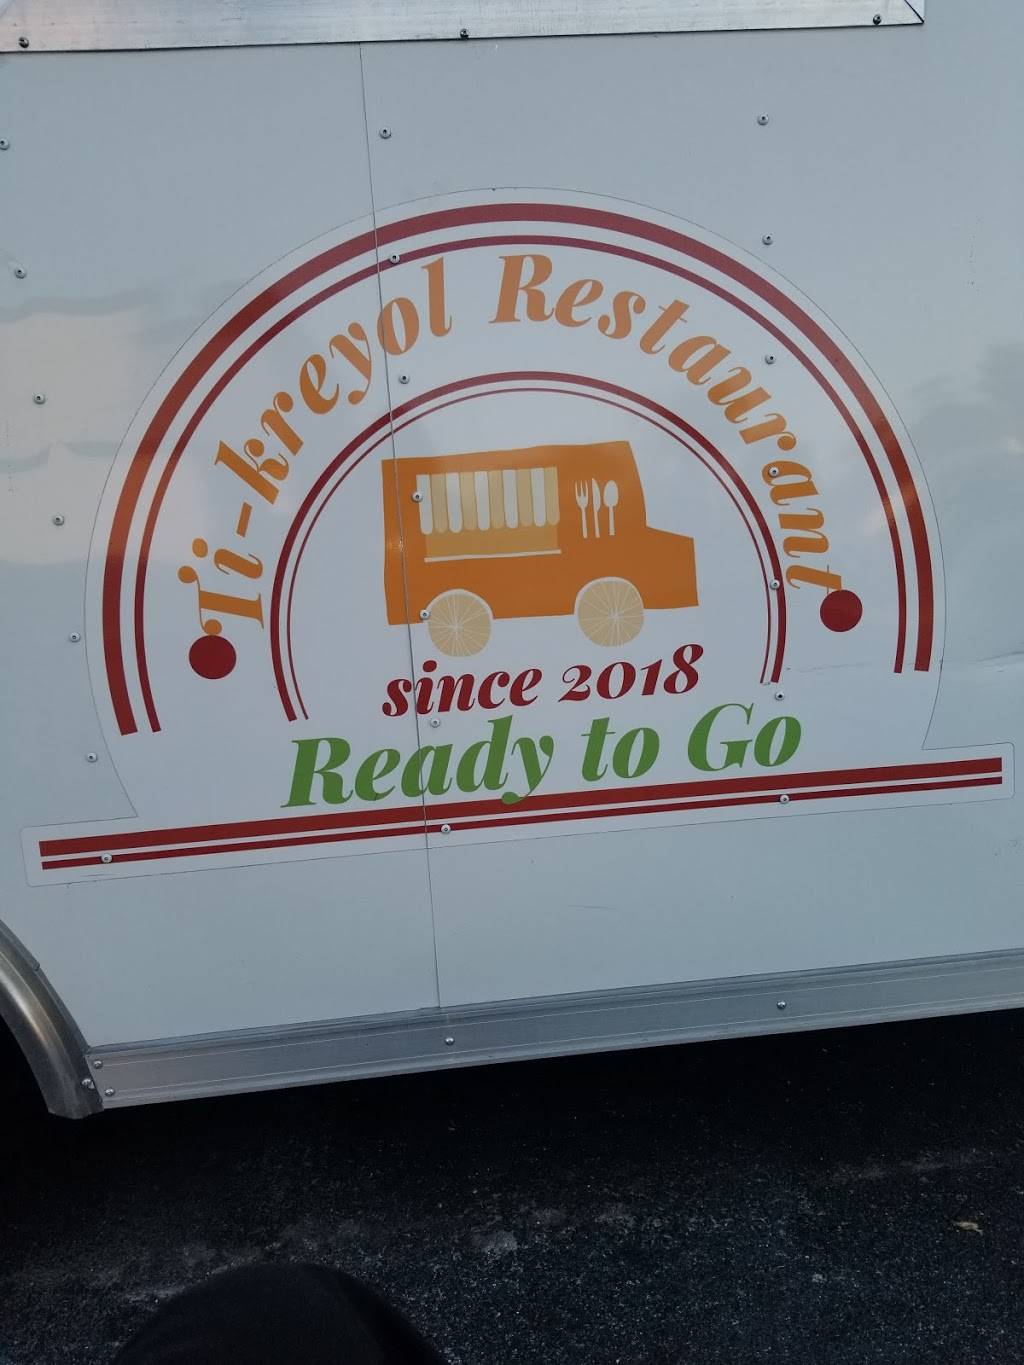 Ti-kreyol Restaurant
since 2018
Ready to Go